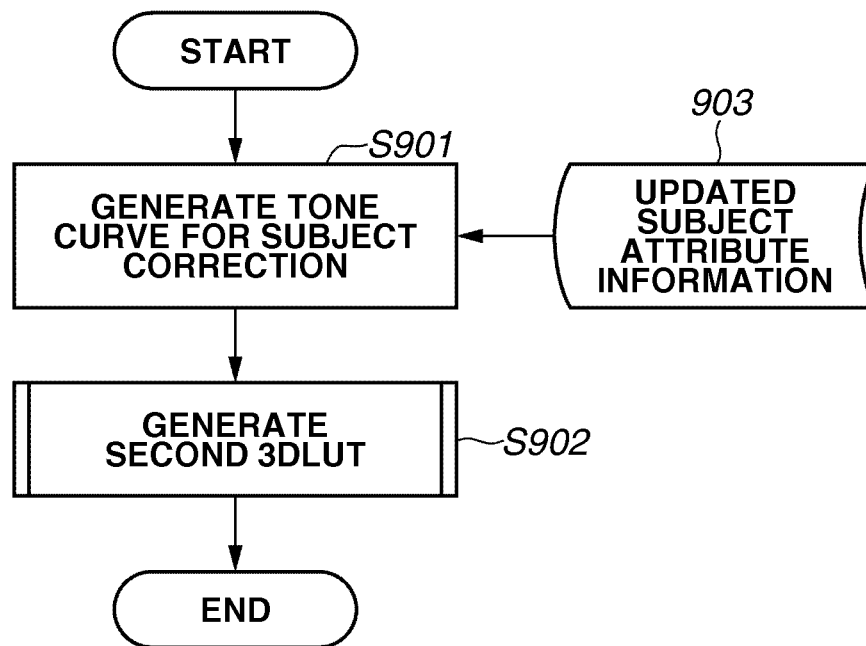 START
S901
903
GENERATE TONE
CURVE FOR SUBJECT
CORRECTION
UPDATED
SUBJECT
ATTRIBUTE
INFORMATION
GENERATE
SECOND 3DLUT
S902
END